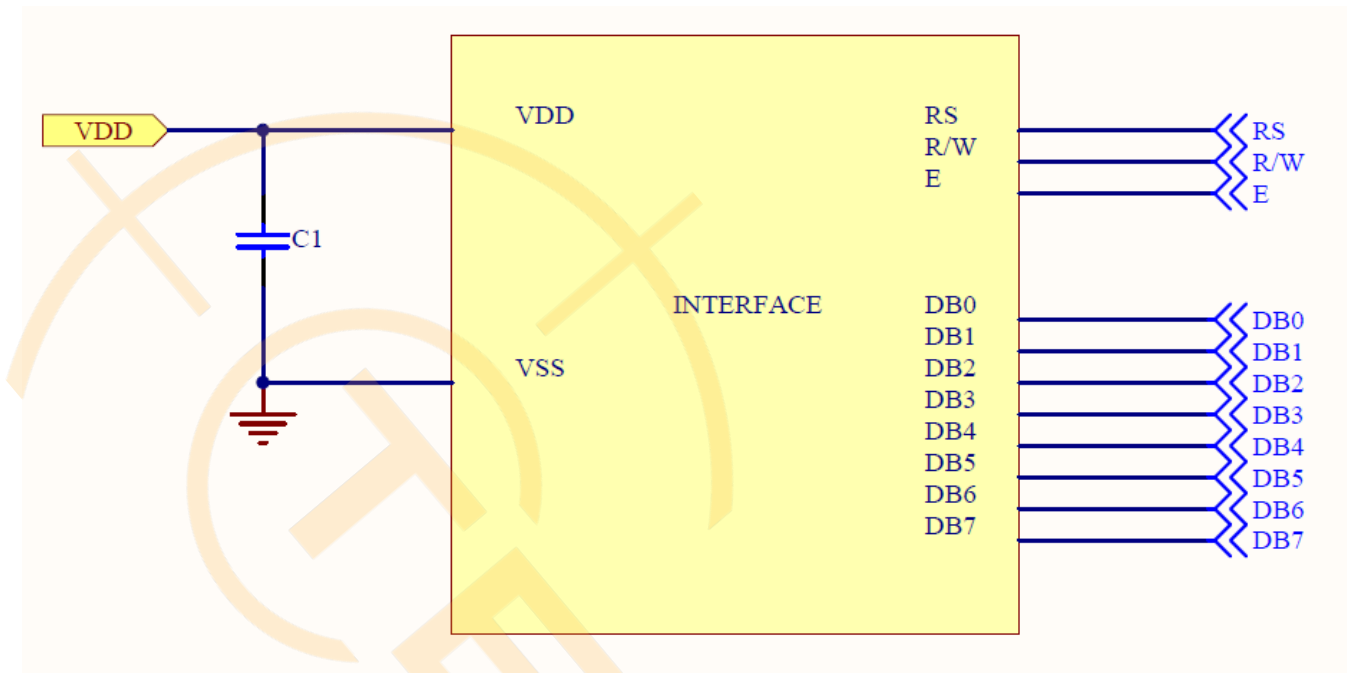 VDD
VDD
C1
VSS
INTERFACE
RS
R/W
E
DB0
DB1
DB2
DB3
DB4
DB5
DB6
DB7
RS
R/W
E
DB0
DB1
DB2
DB3
DB4
DB5
DB6
DB7